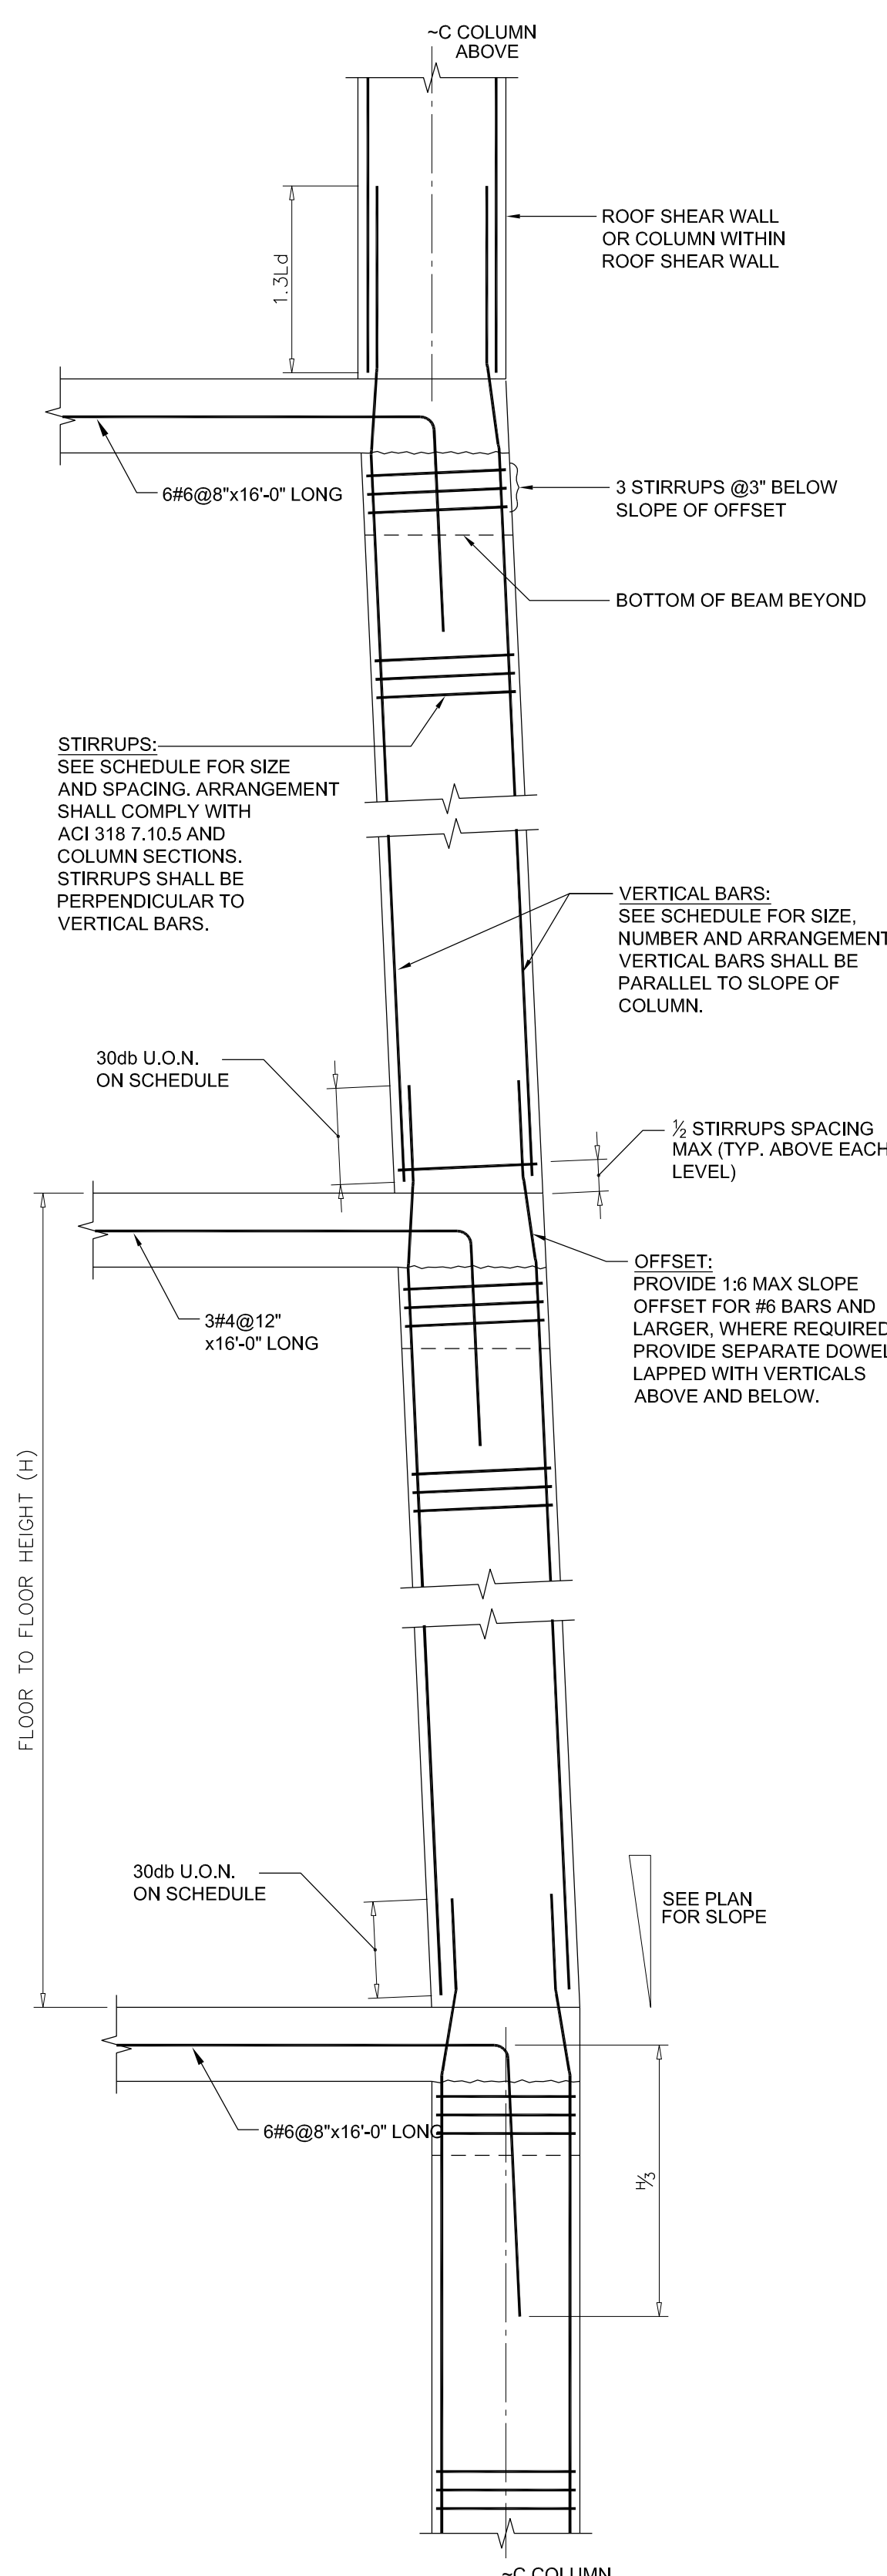 ~C COLUMN
ABOVE
ROOF SHEAR WALL
OR COLUMN WITHIN
ROOF SHEAR WALL
1.3Ld
6#6@8"x16'-0" LONG
3 STIRRUPS @3" BELOW
SLOPE OF OFFSET
BOTTOM OF BEAM BEYOND
STIRRUPS:
SEE SCHEDULE FOR SIZE
AND SPACING. ARRANGEMENT
SHALL COMPLY WITH
ACI 318 7.10.5 AND
COLUMN SECTIONS.
STIRRUPS SHALL BE
PERPENDICULAR TO
VERTICAL BARS.
VERTICAL BARS:
SEE SCHEDULE FOR SIZE,
NUMBER AND ARRANGEMENT
VERTICAL BARS SHALL BE
PARALLEL TO SLOPE OF
COLUMN.
30db U.O.N.
ON SCHEDULE
½ STIRRUPS SPACING
MAX (TYP. ABOVE EACH
LEVEL)
OFFSET:
PROVIDE 1:6 MAX SLOPE
OFFSET FOR #6 BARS AND
LARGER, WHERE REQUIRED
PROVIDE SEPARATE DOWEL
LAPPED WITH VERTICALS
ABOVE AND BELOW.
3#4@12"
x16'-0" LONG
FLOOR TO FLOOR HEIGHT (H)
30db U.O.N.
ON SCHEDULE
SEE PLAN
FOR SLOPE
6#6@8"x16'-0" LONG
H/3
~C COLUMN